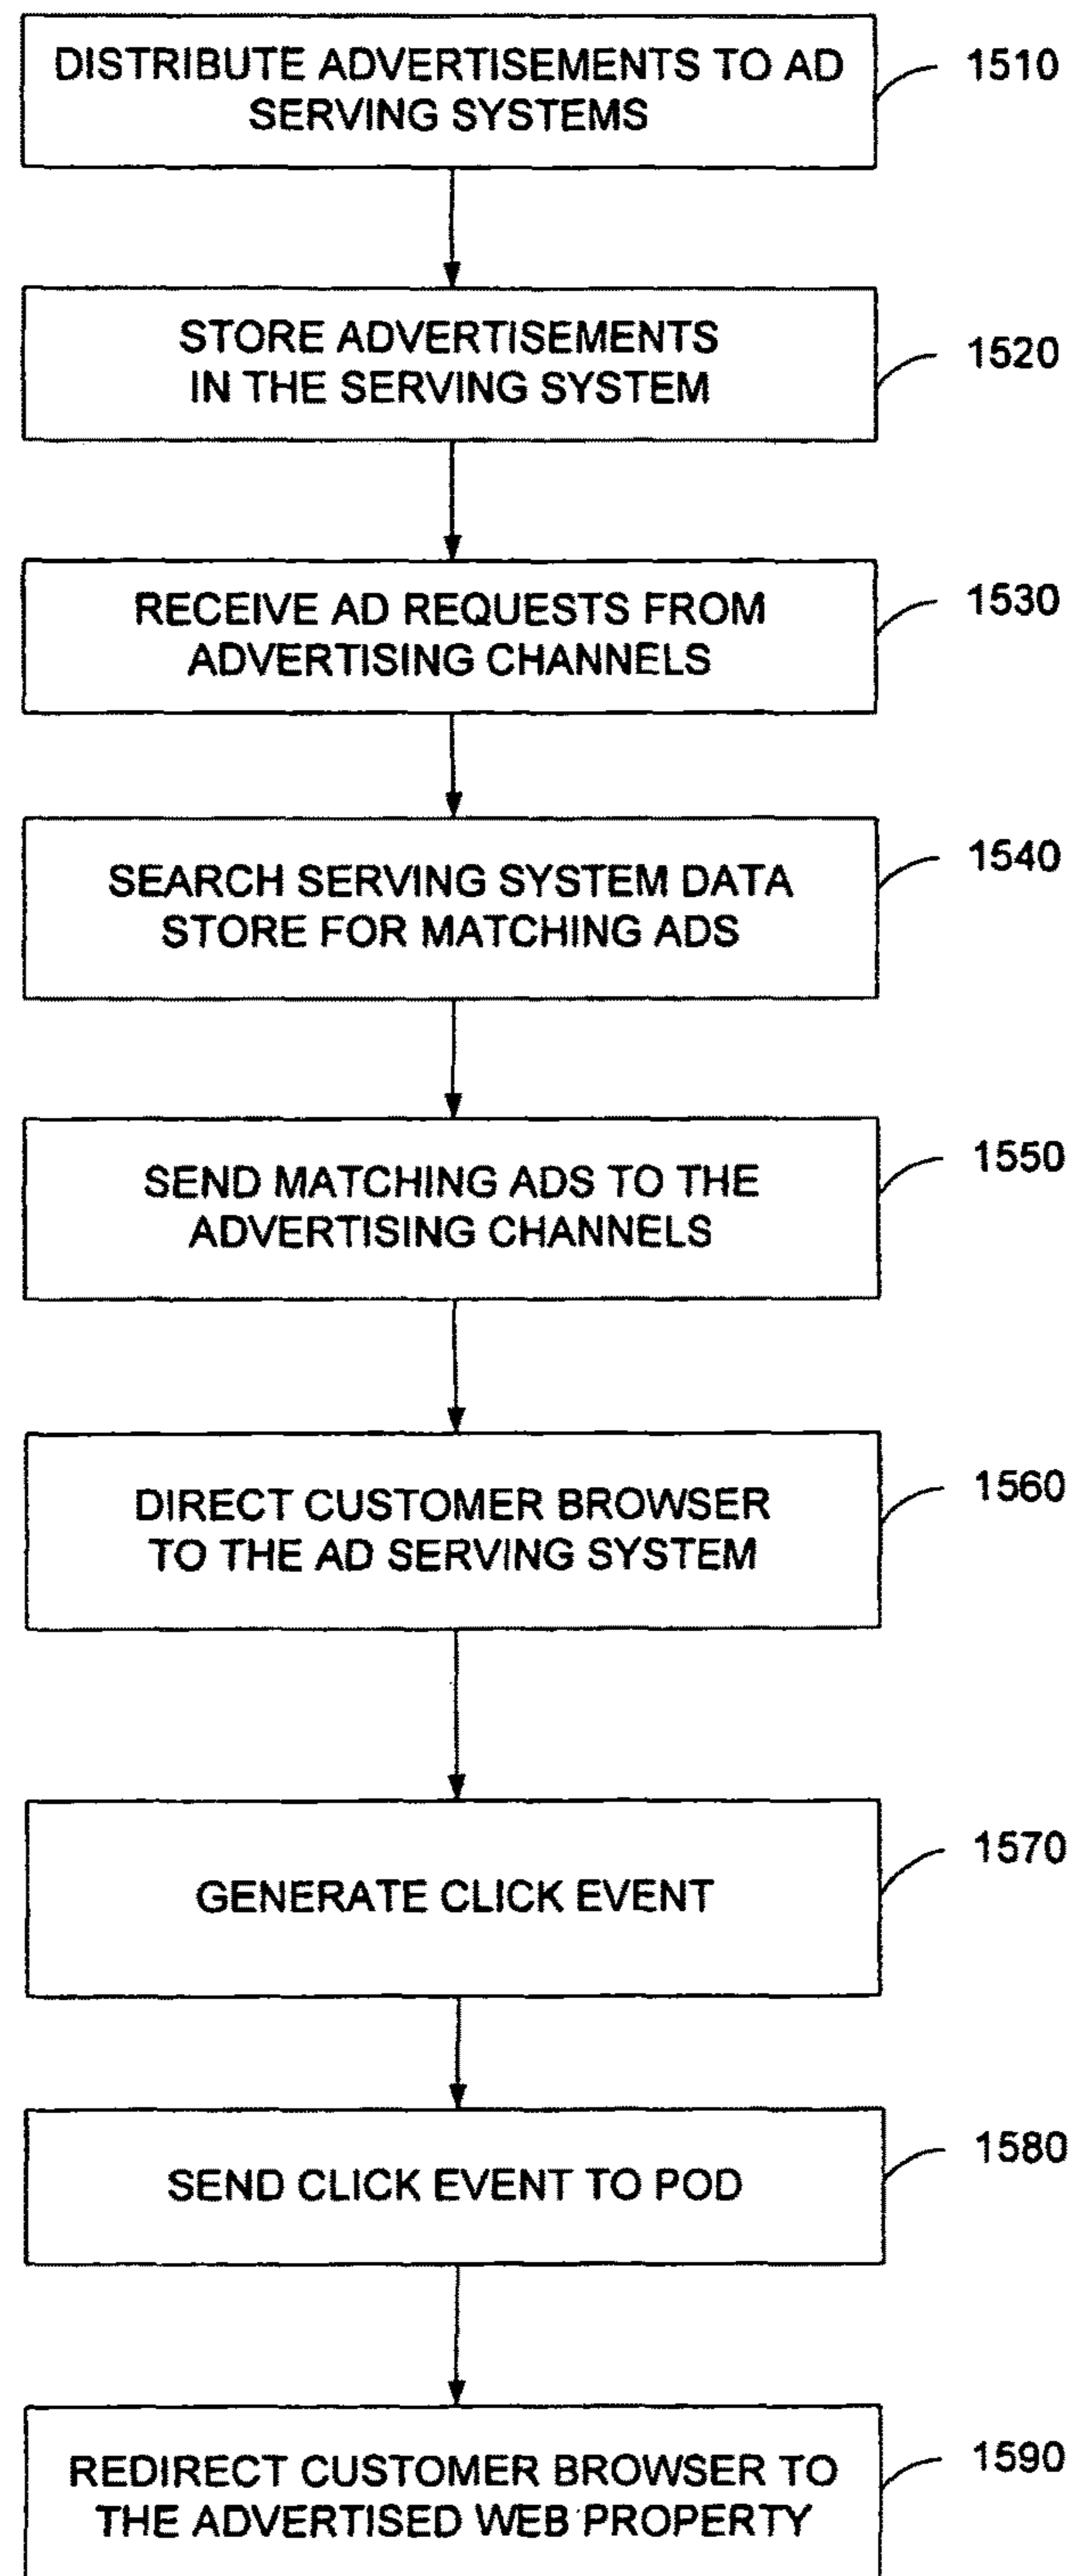 DISTRIBUTE ADVERTISEMENTS TO AD
SERVING SYSTEMS
1510
STORE ADVERTISEMENTS
IN THE SERVING SYSTEM
1520
RECEIVE AD REQUESTS FROM
ADVERTISING CHANNELS
1530
SEARCH SERVING SYSTEM DATA
STORE FOR MATCHING ADS
1540
SEND MATCHING ADS TO THE
ADVERTISING CHANNELS
1550
DIRECT CUSTOMER BROWSER
TO THE AD SERVING SYSTEM
1560
GENERATE CLICK EVENT
1570
SEND CLICK EVENT TO POD
1580
REDIRECT CUSTOMER BROWSER TO
THE ADVERTISED WEB PROPERTY
1590